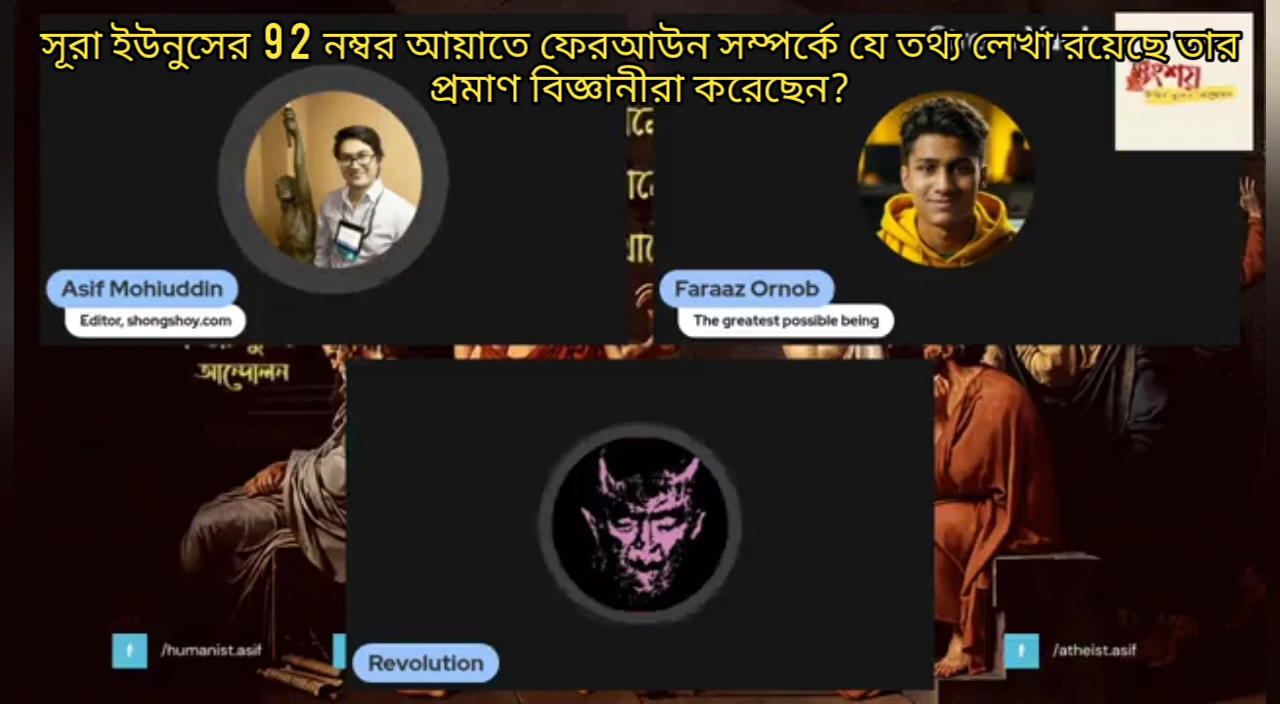 সূরা ইউনুসের 92 নম্বর আয়াতে ফেরআউন সম্পর্কে যে তথ্য লেখা রয়েছে তার
প্রমাণ বিজ্ঞানীরা করেছেন?
সংশয়
Asif Mohiuddin
Editor, shongshoy.com
Faraaz Ornob
The greatest possible being
আন্দোলন
f /humanist.asif
Revolution
f /atheist.asif